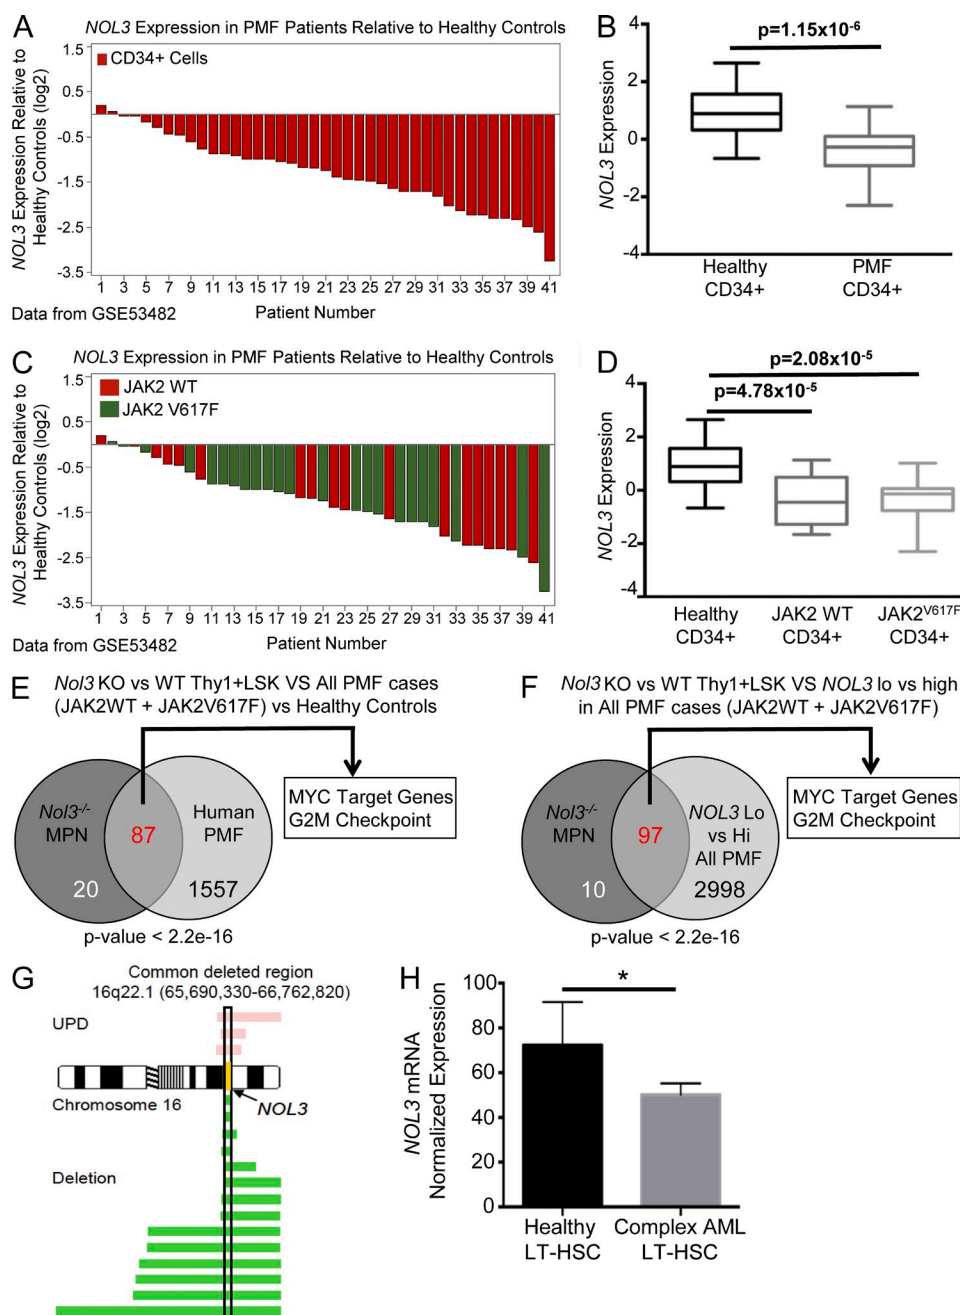 A
NOL3 Expression in PMF Patients Relative to Healthy Controls
NOL3 Expression Relative to
Healthy Controls (log2)
1.5
0.5
-0.5
-1.5
-2.5
-3.5
CD34+ Cells
1 3 5 7 9 11 13 15 17 19 21 23 25 27 29 31 33 35 37 39 41
Data from GSE53482
Patient Number
B
p=1.15x10-6
NOL3 Expression
4
2
0
-2
-4
Healthy
CD34+
PMF
CD34+
C
NOL3 Expression in PMF Patients Relative to Healthy Controls
NOL3 Expression Relative to
Healthy Controls (log2)
1.5
0.5
-0.5
-1.5
-2.5
-3.5
JAK2 WT
JAK2 V617F
1 3 5 7 9 11 13 15 17 19 21 23 25 27 29 31 33 35 37 39 41
Data from GSE53482
Patient Number
D
p=2.08x10-5
p=4.78x10-5
NOL3 Expression
4
2
0
-2
-4
Healthy
CD34+
JAK2 WT
CD34+
JAK2V617F
CD34+
E
Nol3 KO vs WT Thy1+LSK VS All PMF cases
(JAK2WT + JAK2V617F) vs Healthy Controls
Nol3-/-
MPN
87
Human
PMF
20
1557
MYC Target Genes
G2M Checkpoint
p-value < 2.2e-16
F
Nol3 KO vs WT Thy1+LSK VS NOL3 lo vs high
in All PMF cases (JAK2WT + JAK2V617F)
Nol3-/-
MPN
97
NOL3 Lo
vs Hi
All PMF
10
2998
MYC Target Genes
G2M Checkpoint
p-value < 2.2e-16
G
Common deleted region
16q22.1 (65,690,330-66,762,820)
UPD
Chromosome 16
NOL3
Deletion
H
*
NOL3 mRNA
Normalized Expression
100
80
60
40
20
0
Healthy
LT-HSC
Complex AML
LT-HSC